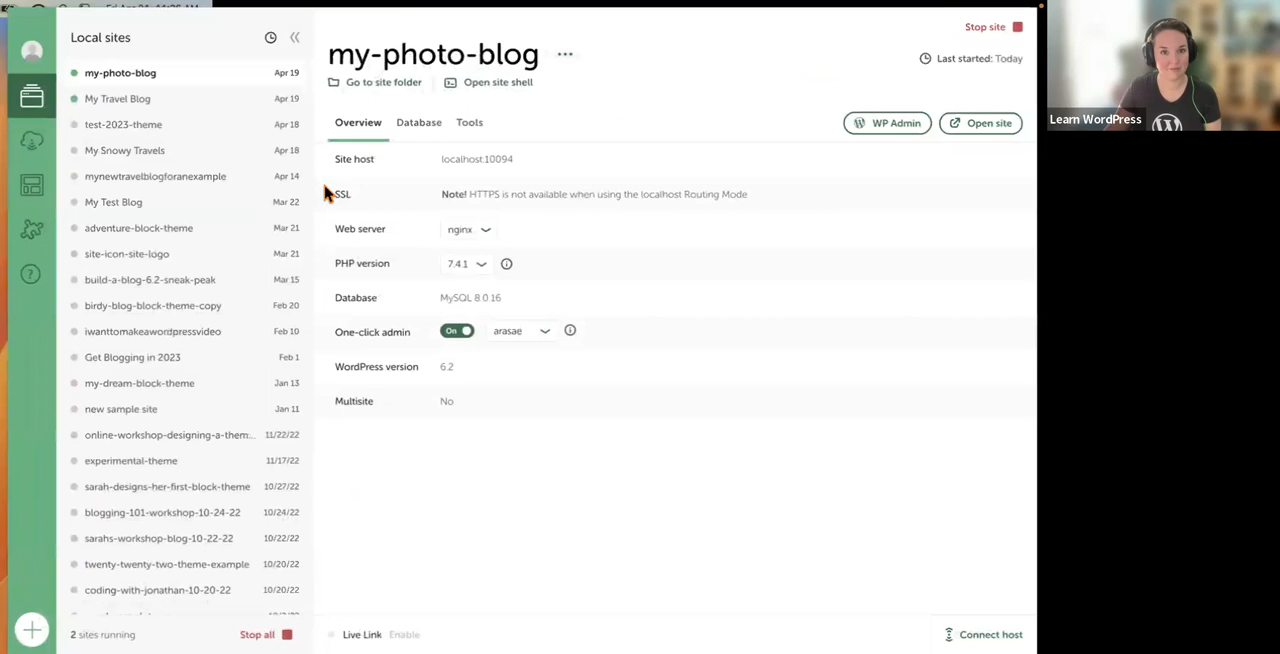 Local sites
my-photo-blog Apr 19
My Travel Blog Apr 19
test-2023-theme Apr 18
My Snowy Travels Apr 18
mynewtravelblogforanexample Apr 14
My Test Blog Mar 22
adventure-block-theme Mar 21
site-icon-site-logo Mar 21
build-a-blog-6.2-sneak-peak Mar 15
birdy-blog-block-theme-copy Feb 20
iwanttomakeawordpressvideo Feb 10
Get Blogging in 2023 Feb 1
my-dream-block-theme Jan 13
new sample site Jan 11
online-workshop-designing-a-them... 11/22/22
experimental-theme 11/17/22
sarah-designs-her-first-block-theme 10/27/22
blogging-101-workshop-10-24-22 10/24/22
sarahs-workshop-blog-10-22-22 10/22/22
twenty-twenty-two-theme-example 10/20/22
coding-with-jonathan-10-20-22 10/20/22
2 sites running Stop all
my-photo-blog ...
Stop site
Go to site folder Open site shell
Last started: Today
Overview Database Tools
WP Admin Open site
Site host localhost:10094
SSL Note! HTTPS is not available when using the localhost Routing Mode
Web server nginx
PHP version 7.4.1
Database MySQL 8.0.16
One-click admin On arasae
WordPress version 6.2
Multisite No
Live Link Enable
Connect host
Learn WordPress